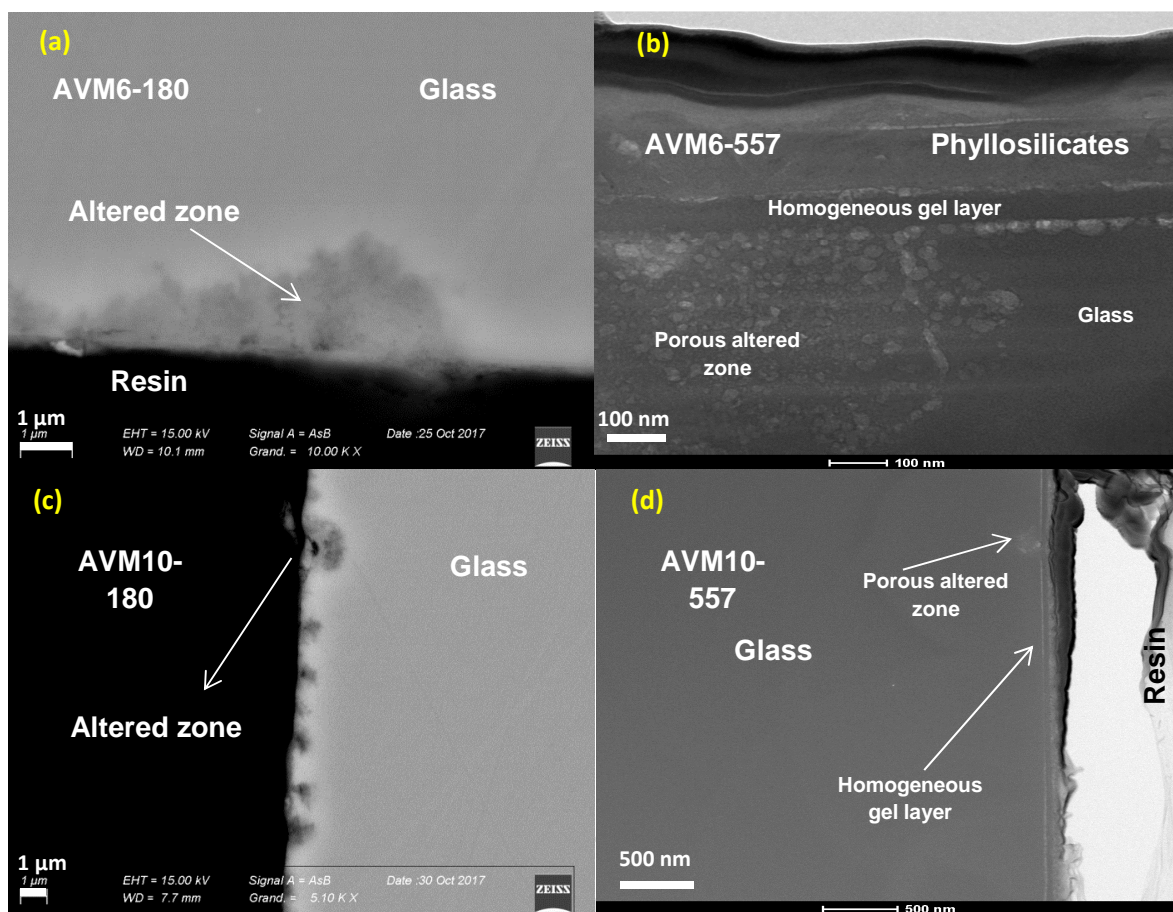 (a)
AVM6-180
Glass
Altered zone
Resin
1 µm
1 µm
EHT = 15.00 kV
Signal A = AsB
Date :25 Oct 2017
WD = 10.1 mm
Grand. = 10.00 K X
ZEISS
(b)
AVM6-557
Phyllosilicates
Homogeneous gel layer
Glass
Porous altered
zone
100 nm
100 nm
(c)
AVM10-
180
Glass
Altered zone
1 µm
1 µm
EHT = 15.00 kV
Signal A = AsB
Date :30 Oct 2017
WD = 7.7 mm
Grand. = 5.10 K X
ZEISS
(d)
AVM10-
557
Porous altered
zone
Glass
Resin
Homogeneous
gel layer
500 nm
500 nm